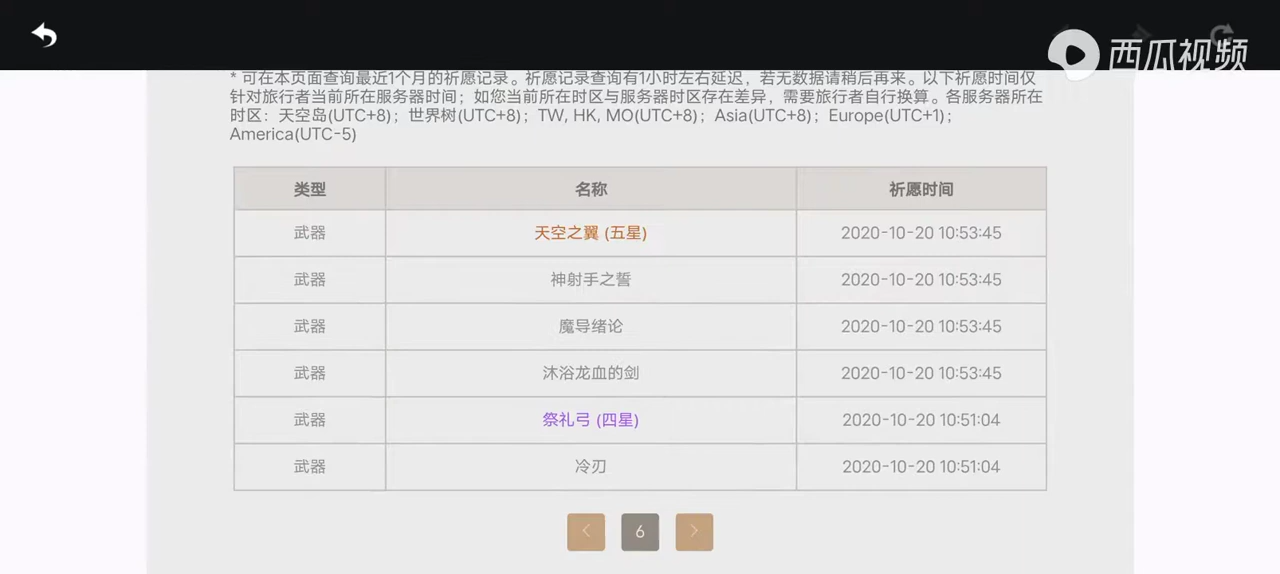 西瓜视频
* 可在本页面查询最近1个月的祈愿记录。祈愿记录查询有1小时左右延迟，若无数据请稍后再来。以下祈愿时间仅
针对旅行者当前所在服务器时间；如您当前所在时区与服务器时区存在差异，需要旅行者自行换算。各服务器所在
时区：天空岛(UTC+8)；世界树(UTC+8)；TW, HK, MO(UTC+8)；Asia(UTC+8)；Europe(UTC+1)；
America(UTC-5)
类型 名称 祈愿时间
武器 天空之翼 (五星) 2020-10-20 10:53:45
武器 神射手之誓 2020-10-20 10:53:45
武器 魔导绪论 2020-10-20 10:53:45
武器 沐浴龙血的剑 2020-10-20 10:53:45
武器 祭礼弓 (四星) 2020-10-20 10:51:04
武器 冷刃 2020-10-20 10:51:04
6